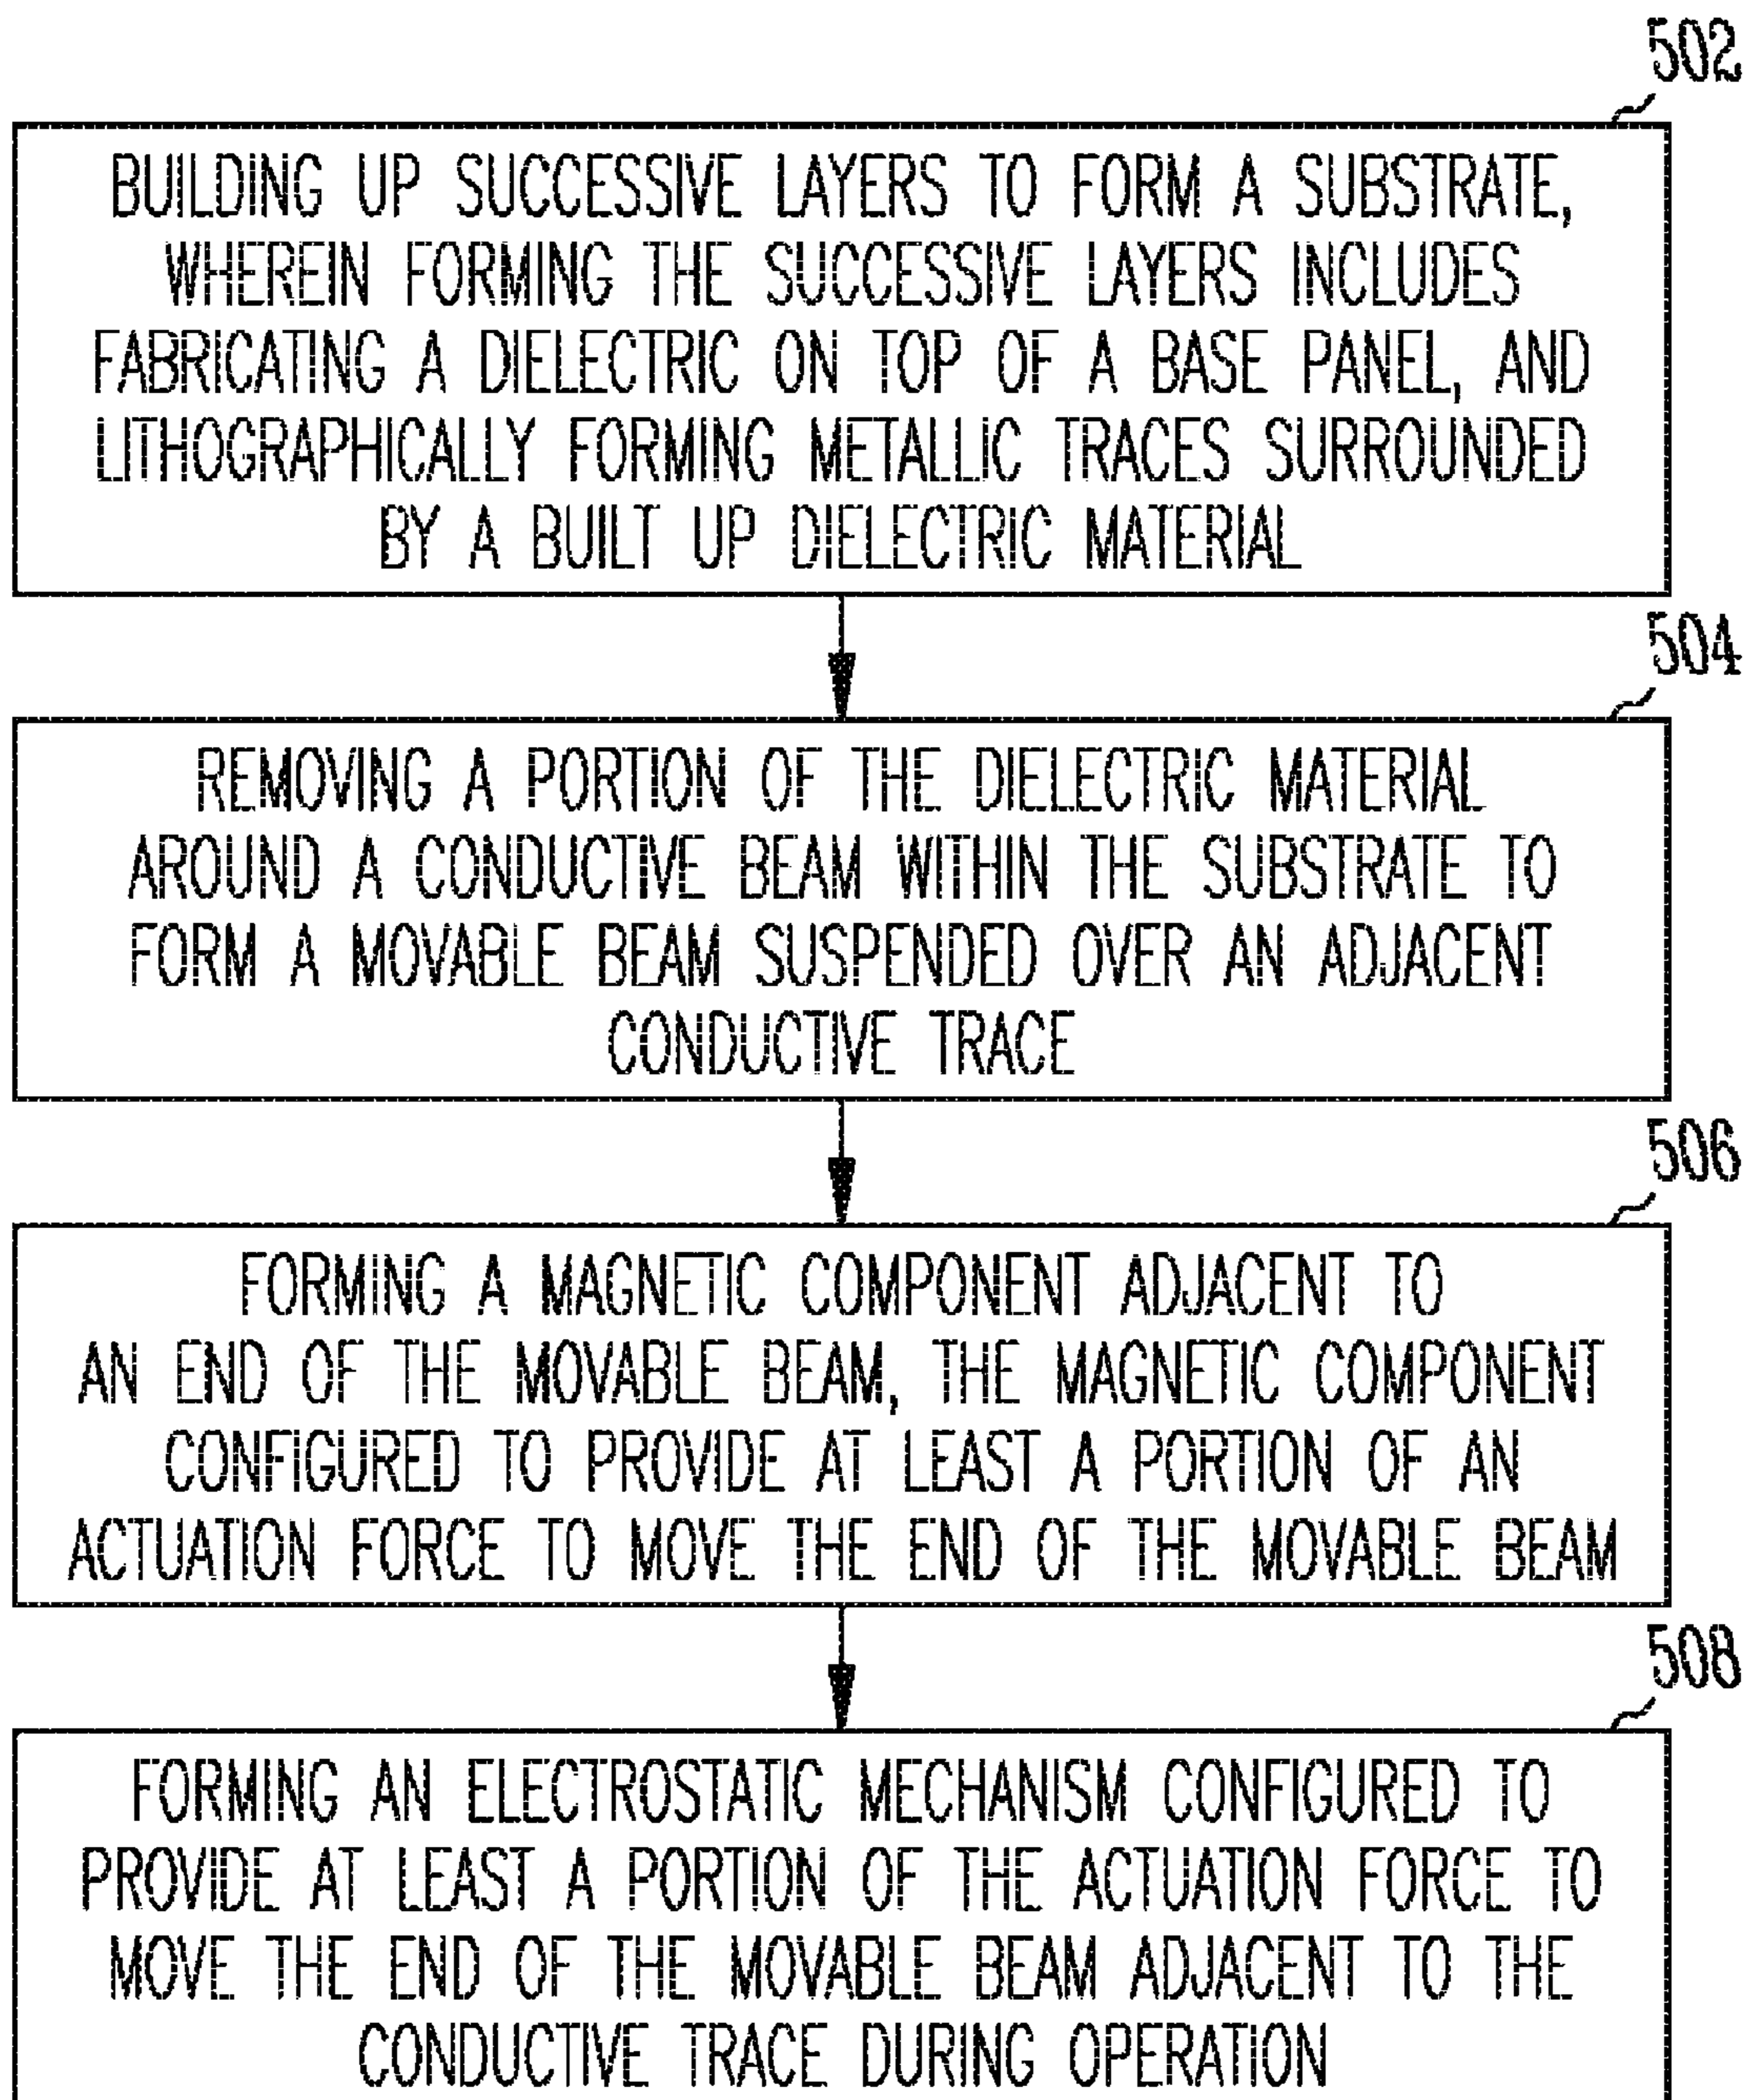 502
BUILDING UP SUCCESSIVE LAYERS TO FORM A SUBSTRATE,
WHEREIN FORMING THE SUCCESSIVE LAYERS INCLUDES
FABRICATING A DIELECTRIC ON TOP OF A BASE PANEL, AND
LITHOGRAPHICALLY FORMING METALLIC TRACES SURROUNDED
BY A BUILT UP DIELECTRIC MATERIAL
504
REMOVING A PORTION OF THE DIELECTRIC MATERIAL
AROUND A CONDUCTIVE BEAM WITHIN THE SUBSTRATE TO
FORM A MOVABLE BEAM SUSPENDED OVER AN ADJACENT
CONDUCTIVE TRACE
506
FORMING A MAGNETIC COMPONENT ADJACENT TO
AN END OF THE MOVABLE BEAM, THE MAGNETIC COMPONENT
CONFIGURED TO PROVIDE AT LEAST A PORTION OF AN
ACTUATION FORCE TO MOVE THE END OF THE MOVABLE BEAM
508
FORMING AN ELECTROSTATIC MECHANISM CONFIGURED TO
PROVIDE AT LEAST A PORTION OF THE ACTUATION FORCE TO
MOVE THE END OF THE MOVABLE BEAM ADJACENT TO THE
CONDUCTIVE TRACE DURING OPERATION